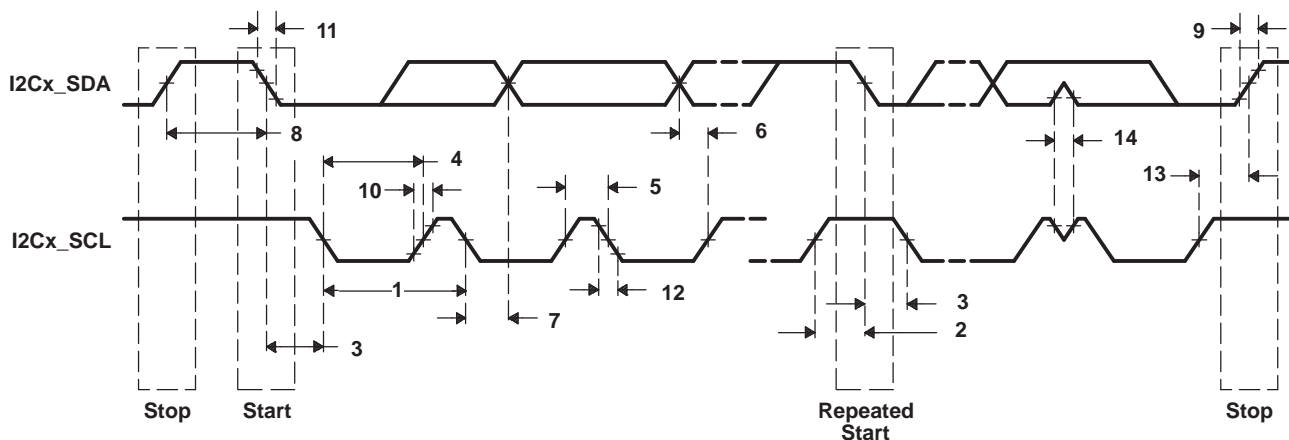 11
9
I2Cx_SDA
8
6
14
4
10
5
13
I2Cx_SCL
1
12
7
3
3
2
Stop
Start
Repeated
Start
Stop